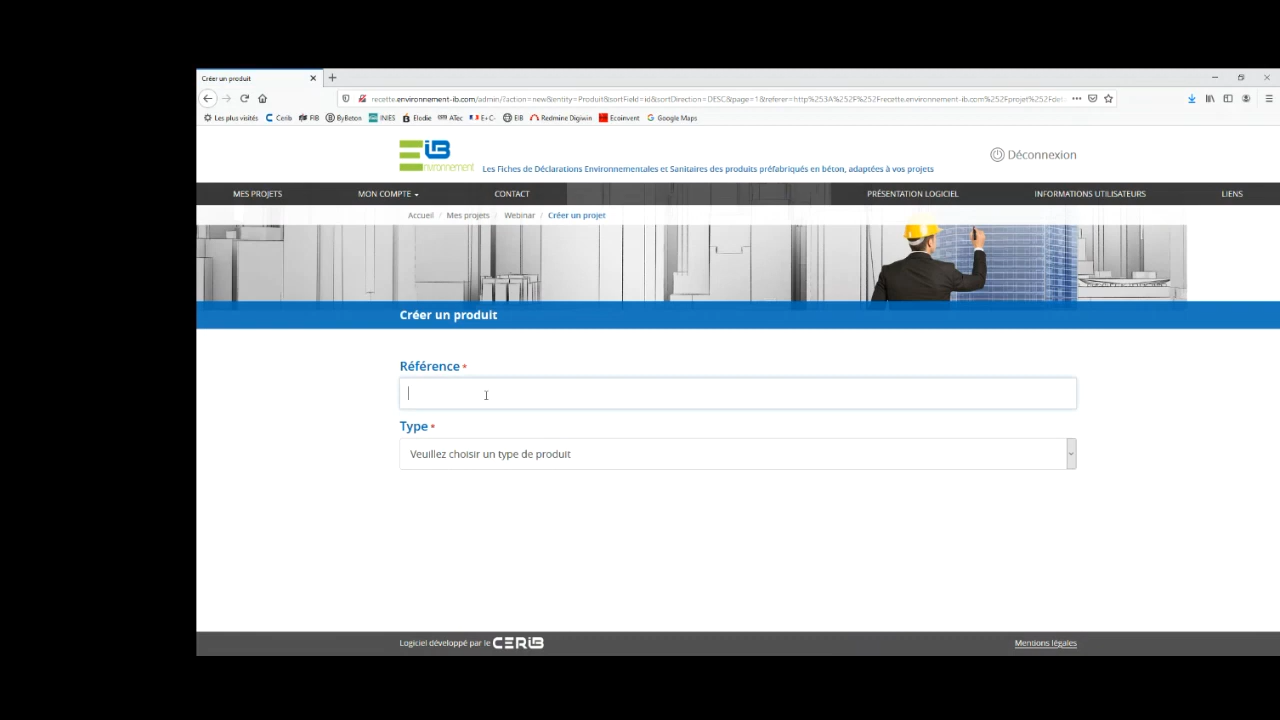 Créer un produit
recette.environnement-ib.com/admin/?action=new&entity=Produit&sortField=id&sortDirection=DESC&page=1&referer=http%253A%252F%252Frecette.environnement-ib.com%252Fprojet%252Fdet
Les plus visités Cerib FIB ByBeton INIES Elodie ATec E+C- EIB Redmine Digiwin Ecoinvent Google Maps
EiB
nvironnement
Les Fiches de Déclarations Environnementales et Sanitaires des produits préfabriqués en béton, adaptées à vos projets
Déconnexion
MES PROJETS MON COMPTE CONTACT PRÉSENTATION LOGICIEL INFORMATIONS UTILISATEURS LIENS
Accueil / Mes projets / Webinar / Créer un projet
Créer un produit
Référence *
Type *
Veuillez choisir un type de produit
Logiciel développé par le CERIB
Mentions légales